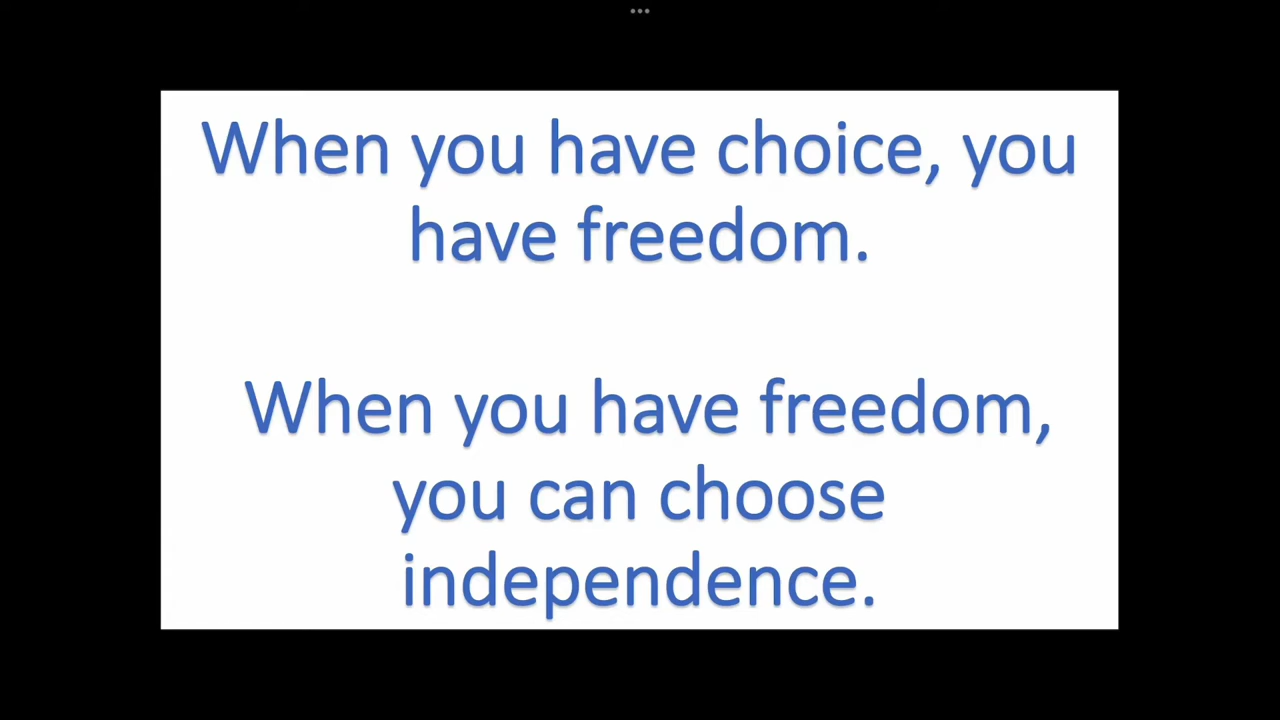 When you have choice, you
have freedom.
When you have freedom,
you can choose
independence.